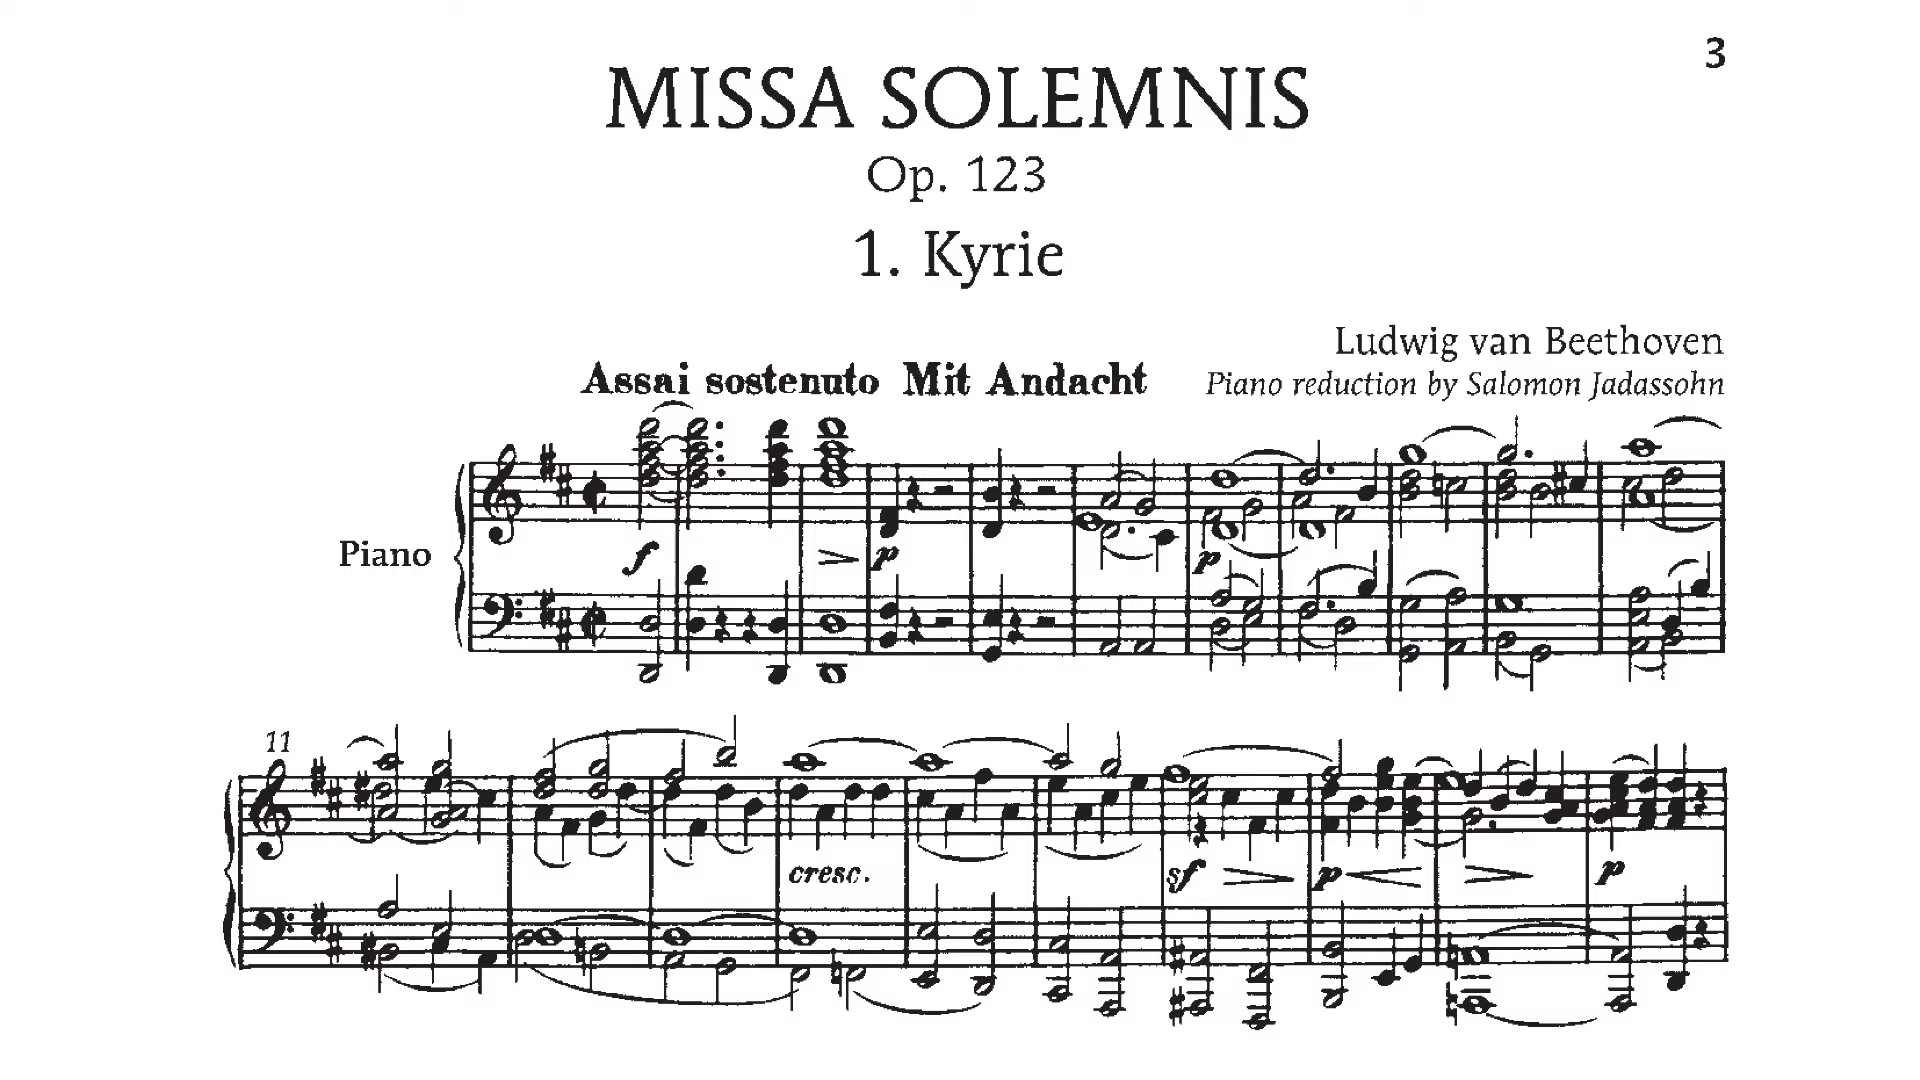 3
MISSA SOLEMNIS
Op. 123
1. Kyrie
Ludwig van Beethoven
Assai sostenuto Mit Andacht
Piano reduction by Salomon Jadassohn
Piano
f
p
p
11
cresc.
sf
p
p